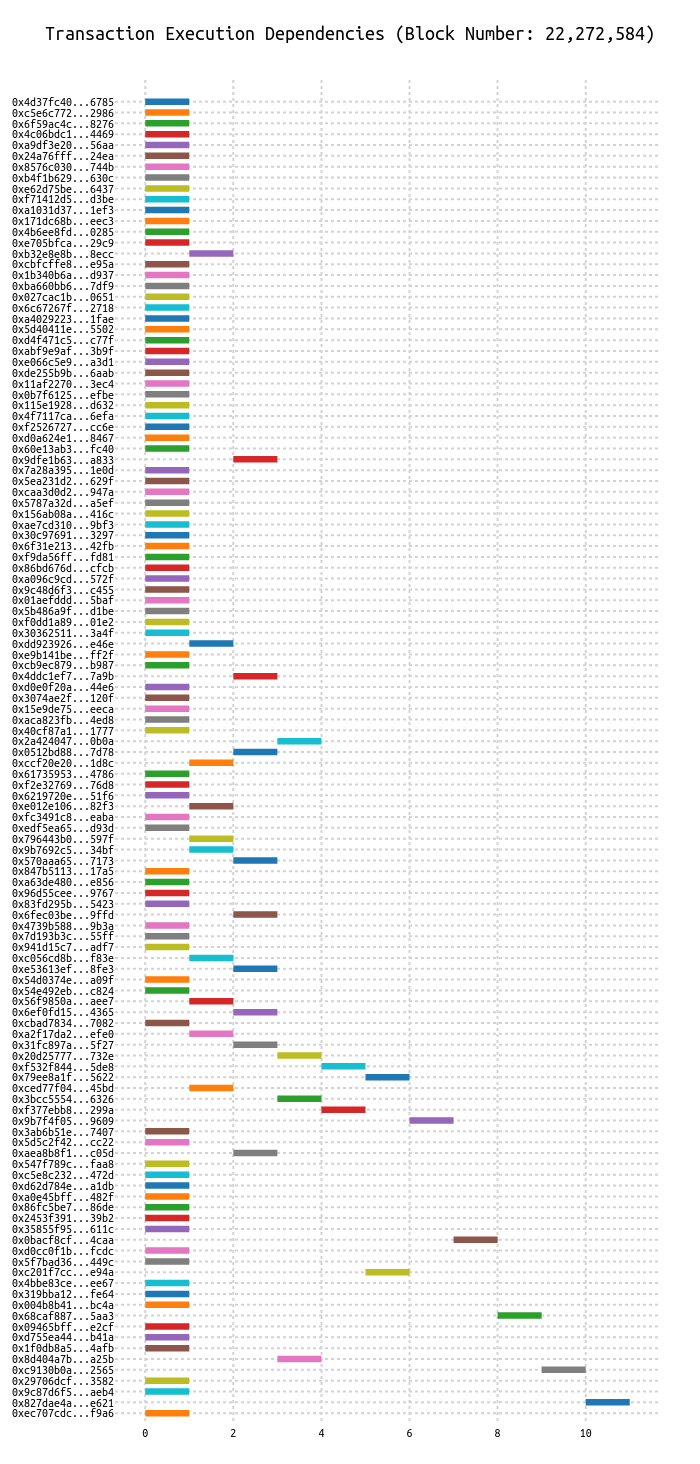 Transaction Execution Dependencies (Block Number: 22,272,584)
0x4d37fc40...6785
0xc5e6c772...2986
0x6f59ac4c...8276
0x4c06bdc1...4469
0xa9df3e20...56aa
0x24a76fff...24ea
0x8576c030...744b
0xb4f1b629...630c
0xe62d75be...6437
0xf71412d5...d3be
0xa1031d37...1ef3
0x171dc68b...eec3
0x4b6ee8fd...0285
0xe705bfca...29c9
0xb32e8e8b...8ecc
0xcbfcffe8...e95a
0x1b340b6a...d937
0xba660bb6...7df9
0x027cac1b...0651
0x6c67267f...2718
0xa4029223...1fae
0x5d40411e...5502
0xd4f471c5...c77f
0xabf9e9af...3b9f
0xe066c5e9...a3d1
0xde255b9b...6aab
0x11af2270...3ec4
0x0b7f6125...efbe
0x115e1928...d632
0x4f7117ca...6efa
0xf2526727...cc6e
0xd0a624e1...8467
0x60e13ab3...fc40
0x9dfe1b63...a833
0x7a28a395...1e0d
0x5ea231d2...629f
0xcaa3d0d2...947a
0x5787a32d...a5ef
0x156ab08a...416c
0xae7cd310...9bf3
0x30c97691...3297
0x6f31e213...42fb
0xf9da56ff...fd81
0x86bd676d...cfcb
0xa096c9cd...572f
0x9c48d6f3...c455
0x01aefddd...5baf
0x5b486a9f...d1be
0xf0dd1a89...01e2
0x30362511...3a4f
0xdd923926...e46e
0xe9b141be...ff2f
0xcb9ec879...b987
0x4ddc1ef7...7a9b
0xd0e0f20a...44e6
0x3074ae2f...120f
0x15e9de75...eeca
0xaca823fb...4ed8
0x40cf87a1...1777
0x2a424047...0b0a
0x0512bd88...7d78
0xccf20e20...1d8c
0x61735953...4786
0xf2e32769...76d8
0x6219720e...51f6
0xe012e106...82f3
0xfc3491c8...eaba
0xedf5ea65...d93d
0x796443b0...597f
0x9b7692c5...34bf
0x570aaa65...7173
0x847b5113...17a5
0xa63de480...e856
0x96d55cee...9767
0x83fd295b...5423
0x6fec03be...9ffd
0x4739b588...9b3a
0x7d193b3c...55ff
0x941d15c7...adf7
0xc056cd8b...f83e
0xe53613ef...8fe3
0x54d0374e...a09f
0x54e492eb...c824
0x56f9850a...aee7
0x6ef0fd15...4365
0xcbad7834...7082
0xa2f17da2...efe0
0x31fc897a...5f27
0x20d25777...732e
0xf532f844...5de8
0x79ee8a1f...5622
0xced77f04...45bd
0x3bcc5554...6326
0xf377ebb8...299a
0x9b7f4f05...9609
0x3ab6b51e...7407
0x5d5c2f42...cc22
0xaea8b8f1...c05d
0x547f789c...faa8
0xc5e8c232...472d
0xd62d784e...a1db
0xa0e45bff...482f
0x86fc5be7...86de
0x2453f391...39b2
0x35855f95...611c
0x0bacf8cf...4caa
0xd0cc0f1b...fcdc
0x5f7bad36...449c
0xc201f7cc...e94a
0x4bbe83ce...ee67
0x319bba12...fe64
0x004b8b41...bc4a
0x68caf887...5aa3
0x09465bff...e2cf
0xd755ea44...b41a
0x1f0db8a5...4afb
0x8d404a7b...a25b
0xc9130b0a...2565
0x29706dcf...3582
0x9c87d6f5...aeb4
0x827dae4a...e621
0xec707cdc...f9a6
0 2 4 6 8 10